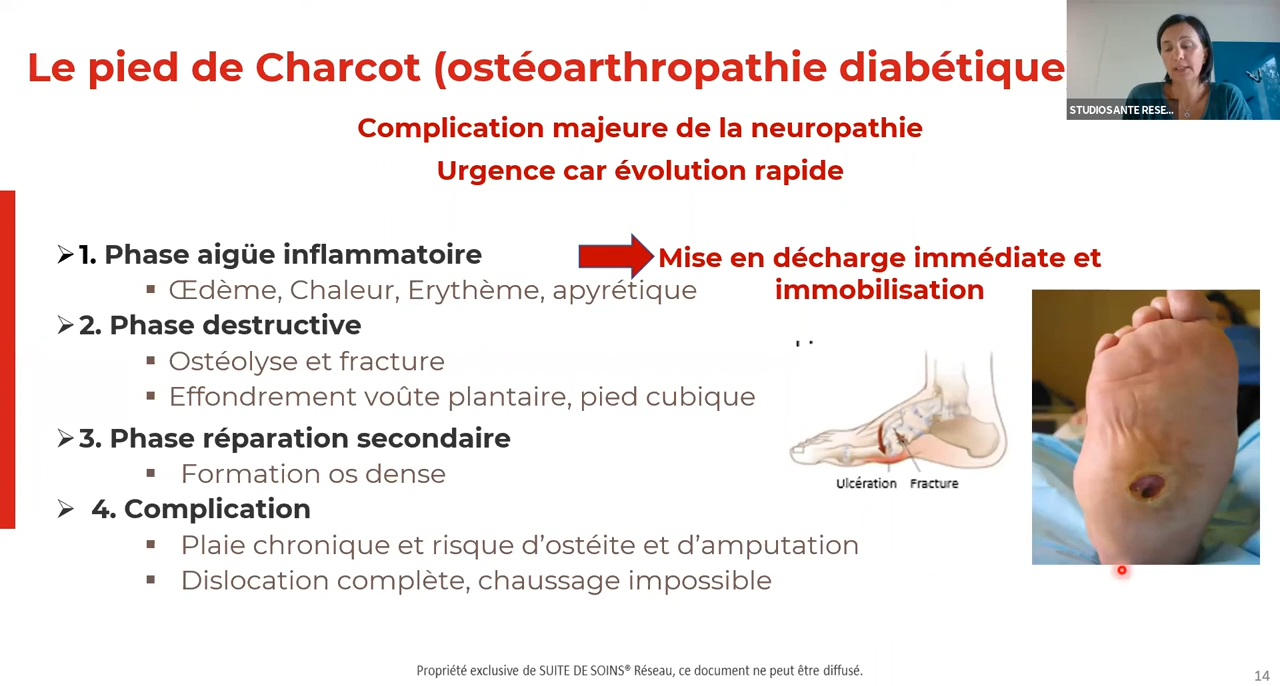 Le pied de Charcot (ostéoarthropathie diabétique
STUDIOSANTE RESE...
Complication majeure de la neuropathie
Urgence car évolution rapide
➢1. Phase aigüe inflammatoire
Mise en décharge immédiate et
immobilisation
▪ Œdème, Chaleur, Erythème, apyrétique
➢2. Phase destructive
▪ Ostéolyse et fracture
▪ Effondrement voûte plantaire, pied cubique
➢3. Phase réparation secondaire
▪ Formation os dense
Ulcération Fracture
➢ 4. Complication
▪ Plaie chronique et risque d’ostéite et d’amputation
▪ Dislocation complète, chaussage impossible
Propriété exclusive de SUITE DE SOINS® Réseau, ce document ne peut être diffusé.
14